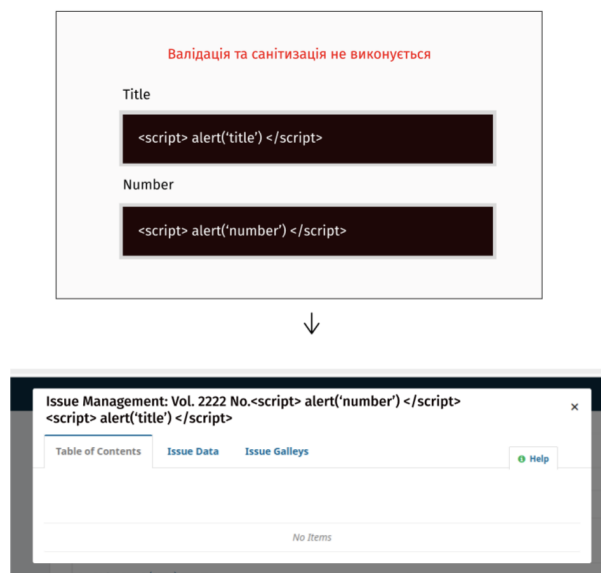 Валідація та санітизація не виконується
Title
<script> alert(‘title’) </script>
Number
<script> alert(‘number’) </script>
Issue Management: Vol. 2222 No.<script> alert(‘number’) </script>
<script> alert(‘title’) </script>
×
Table of Contents Issue Data Issue Galleys Help
No Items